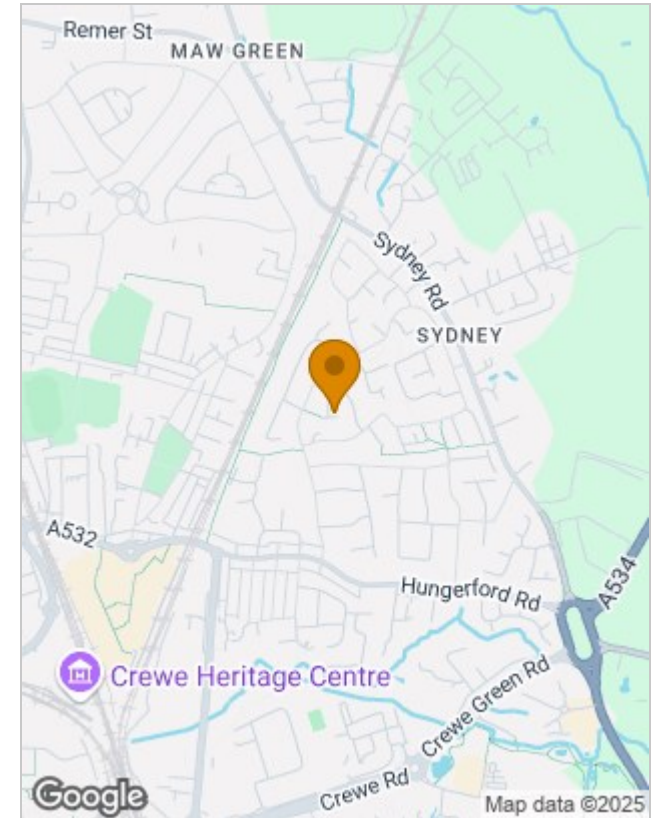 Remer St
MAW GREEN
Sydney Rd
SYDNEY
A532
Hungerford Rd
A534
Crewe Heritage Centre
Crewe Green Rd
Crewe Rd
Google
Map data ©2025